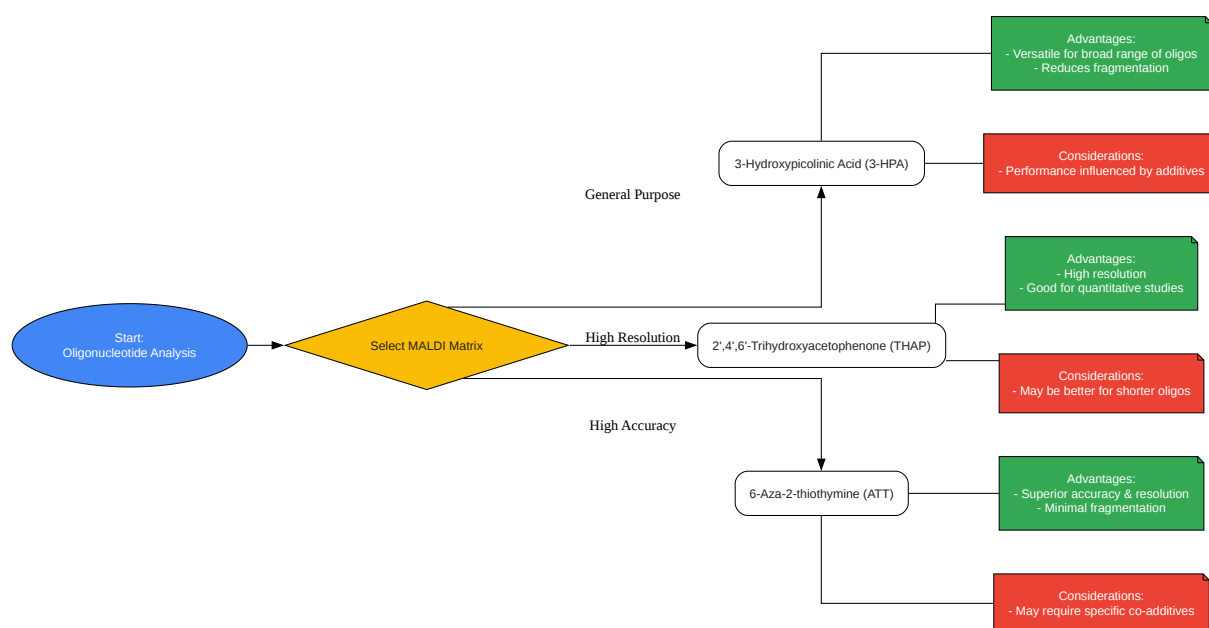 Advantages:
- Versatile for broad range of oligos
- Reduces fragmentation
3-Hydroxypicolinic Acid (3-HPA)
Considerations:
- Performance influenced by additives
General Purpose
Advantages:
- High resolution
- Good for quantitative studies
Start:
Oligonucleotide Analysis
Select MALDI Matrix
High Resolution
2',4',6'-Trihydroxyacetophenone (THAP)
Considerations:
- May be better for shorter oligos
High Accuracy
6-Aza-2-thiothymine (ATT)
Advantages:
- Superior accuracy & resolution
- Minimal fragmentation
Considerations:
- May require specific co-additives